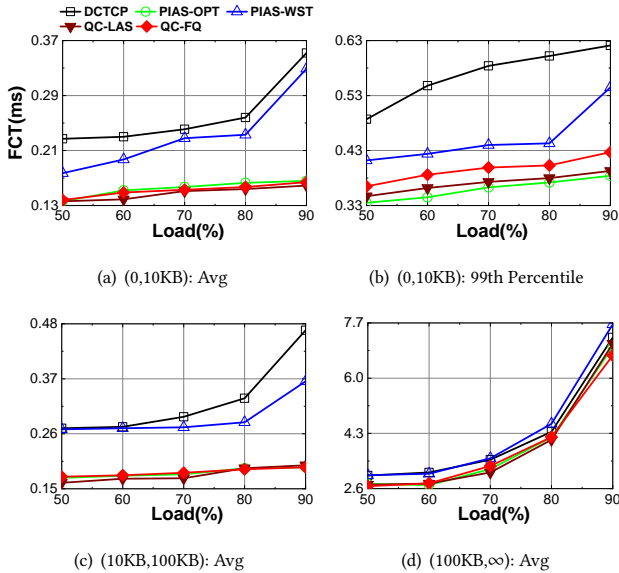 DCTCP PIAS-OPT PIAS-WST
QC-LAS QC-FQ
0.37
0.29
0.21
0.13
FCT(ms)
50 60 70 80 90
Load(%)
(a) (0,10KB): Avg
0.63
0.53
0.43
0.33
50 60 70 80 90
Load(%)
(b) (0,10KB): 99th Percentile
0.48
0.37
0.26
0.15
50 60 70 80 90
Load(%)
(c) (10KB,100KB): Avg
7.7
6.0
4.3
2.6
50 60 70 80 90
Load(%)
(d) (100KB,∞): Avg